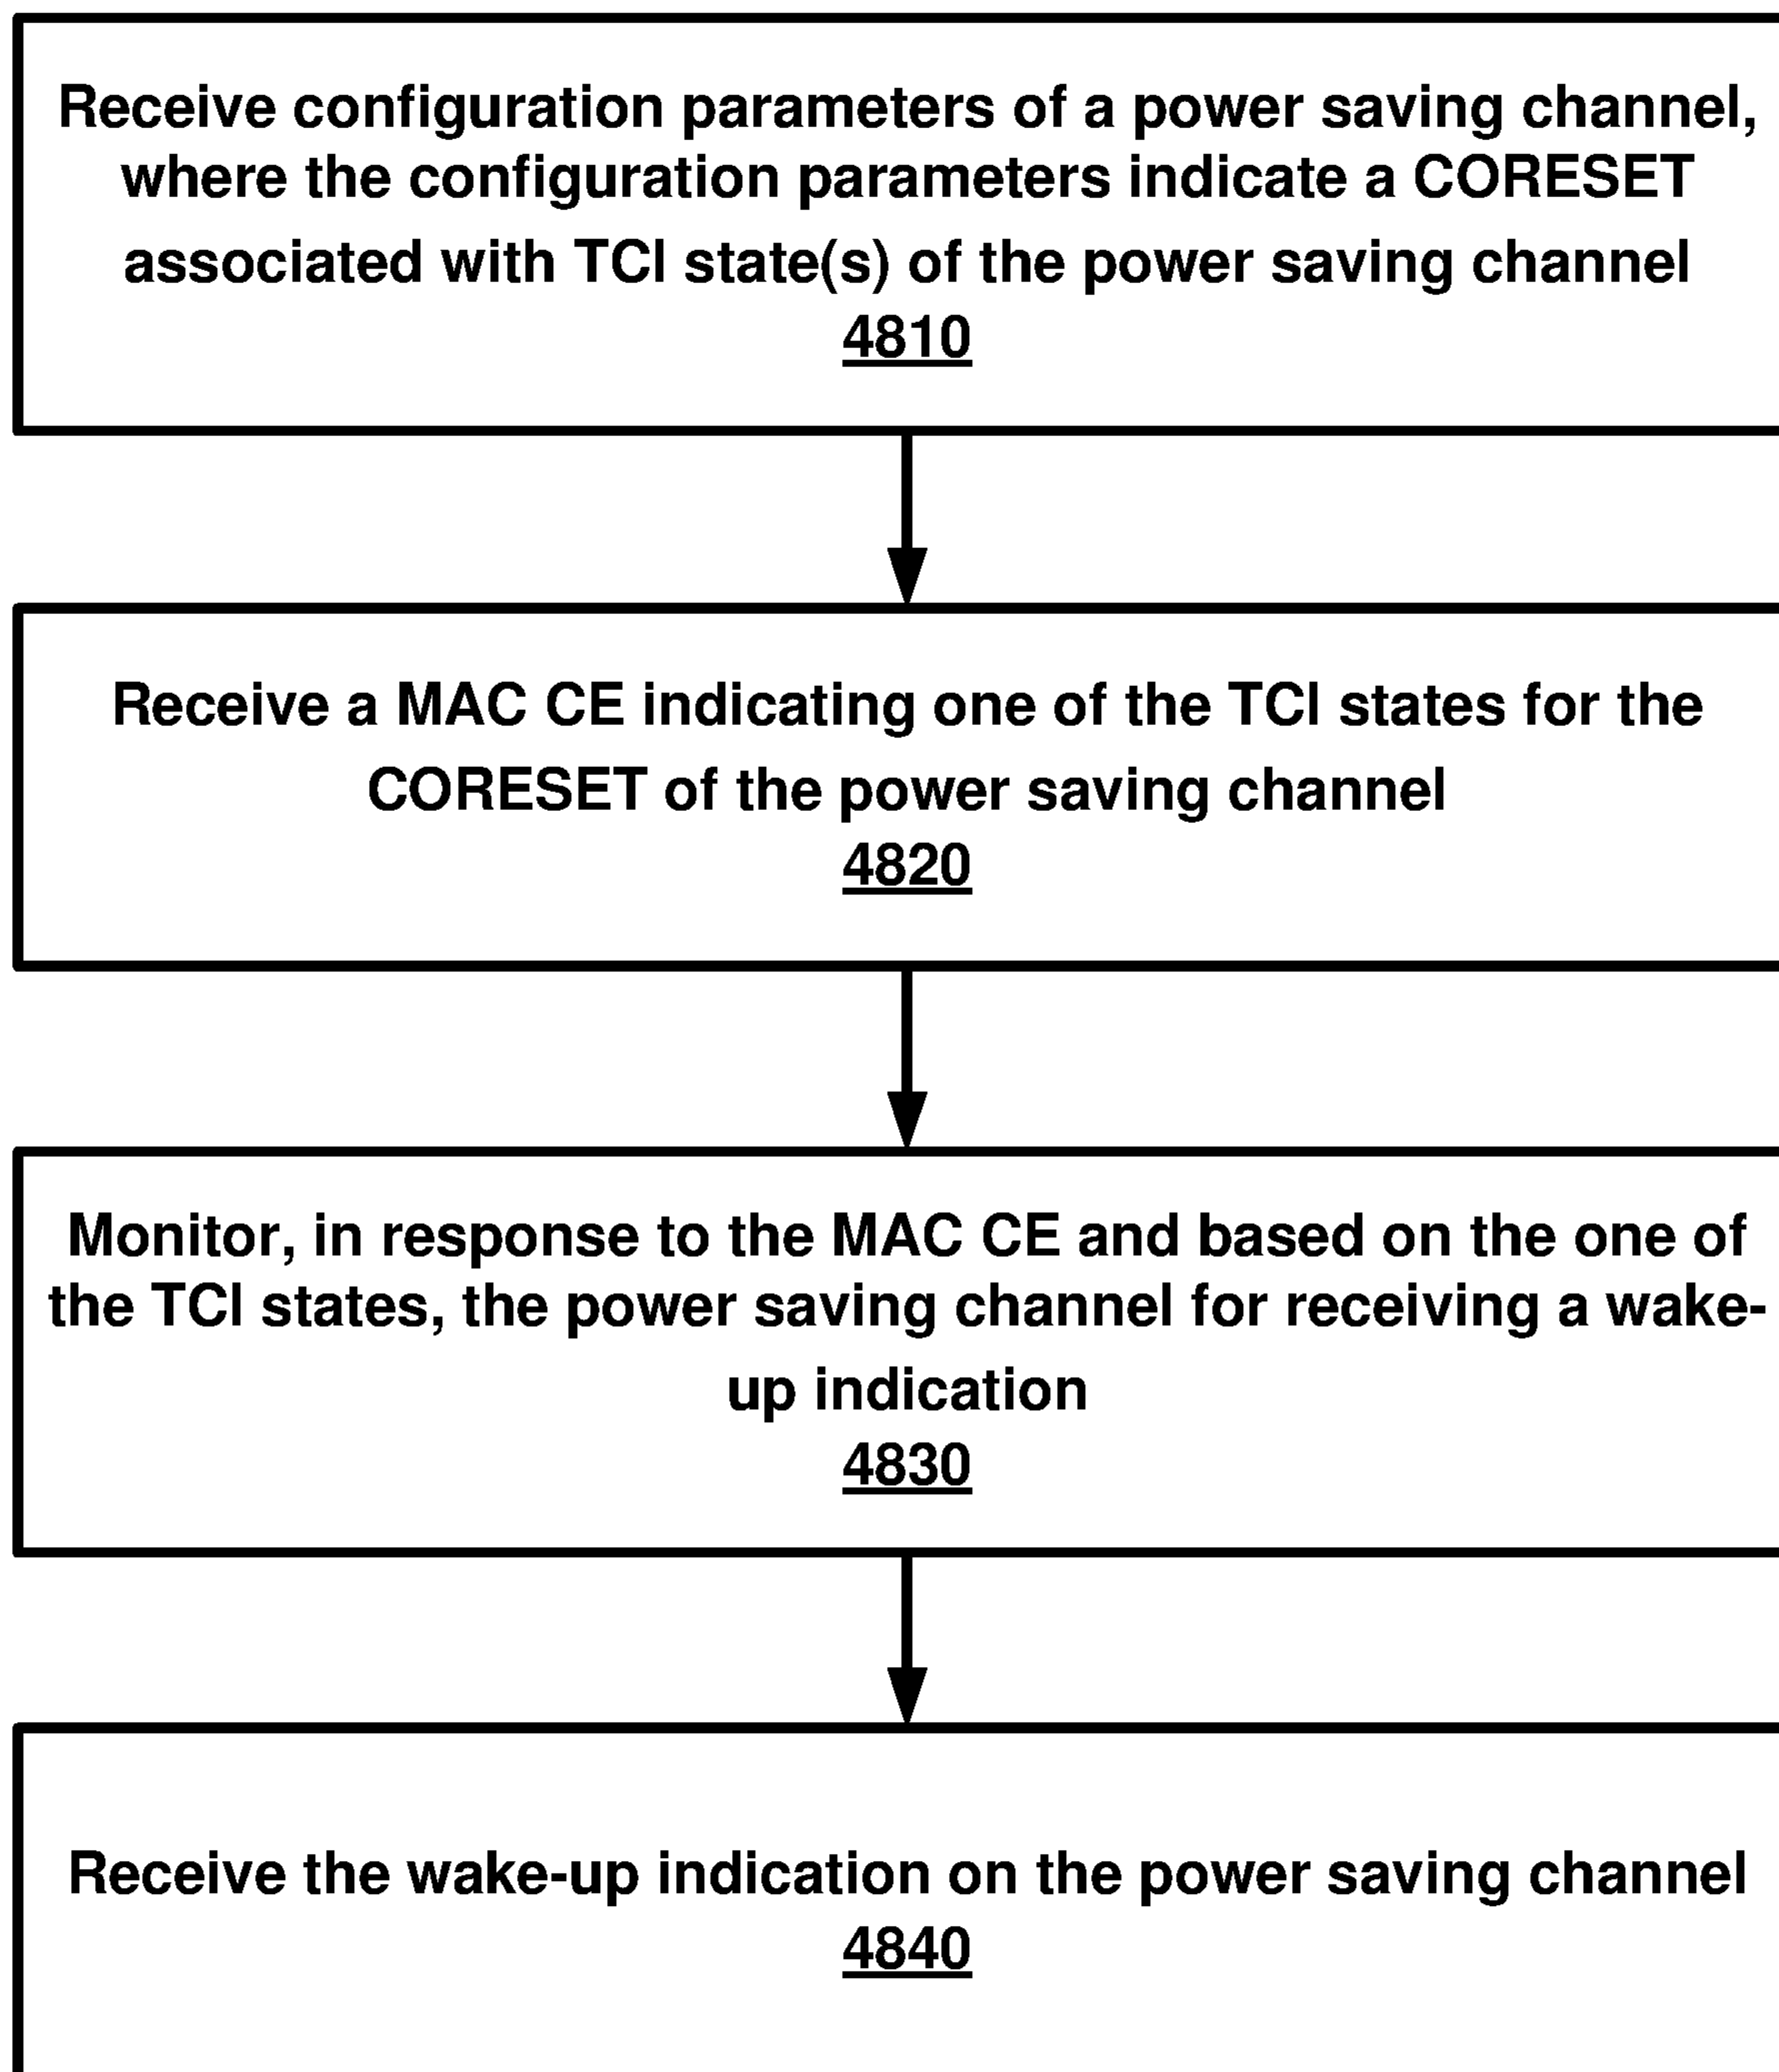 Receive configuration parameters of a power saving channel,
where the configuration parameters indicate a CORESET
associated with TCI state(s) of the power saving channel
4810
Receive a MAC CE indicating one of the TCI states for the
CORESET of the power saving channel
4820
Monitor, in response to the MAC CE and based on the one of
the TCI states, the power saving channel for receiving a wake-
up indication
4830
Receive the wake-up indication on the power saving channel
4840